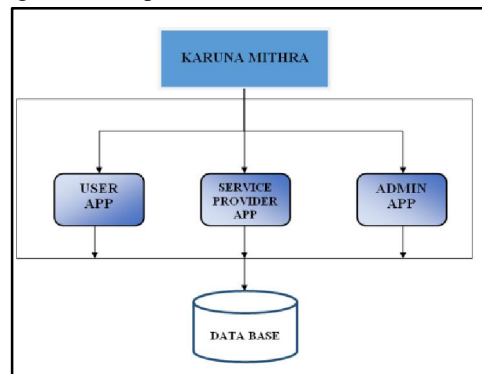 KARUNA MITHRA
USER
APP
SERVICE
PROVIDER
APP
ADMIN
APP
DATA BASE